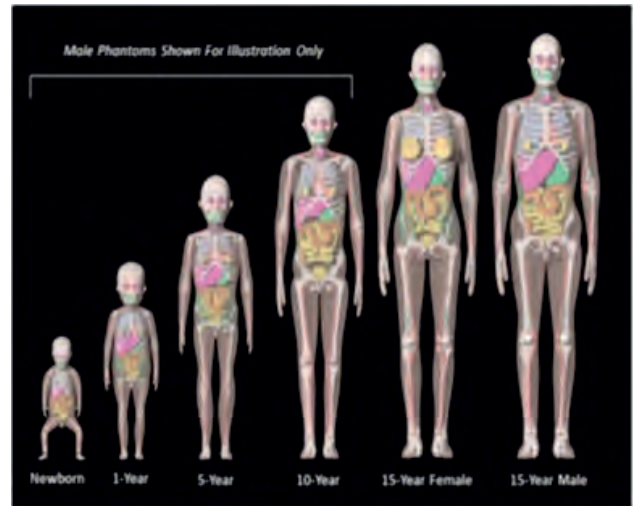 Male Phantoms Shown For Illustration Only
Newborn 1-Year 5-Year 10-Year 15-Year Female 15-Year Male